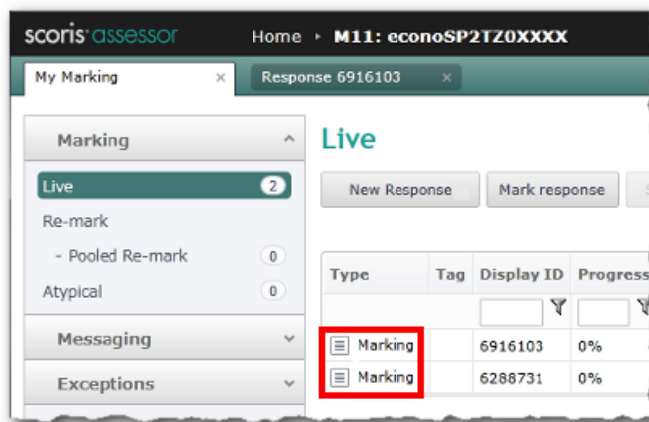 scoris assessor Home ▸ M11: econoSP2TZ0XXXX
My Marking × Response 6916103 ×
Marking
Live 2
Re-mark
- Pooled Re-mark 0
Atypical 0
Messaging
Exceptions
Live
New Response Mark response
Type Tag Display ID Progress
Marking 6916103 0%
Marking 6288731 0%